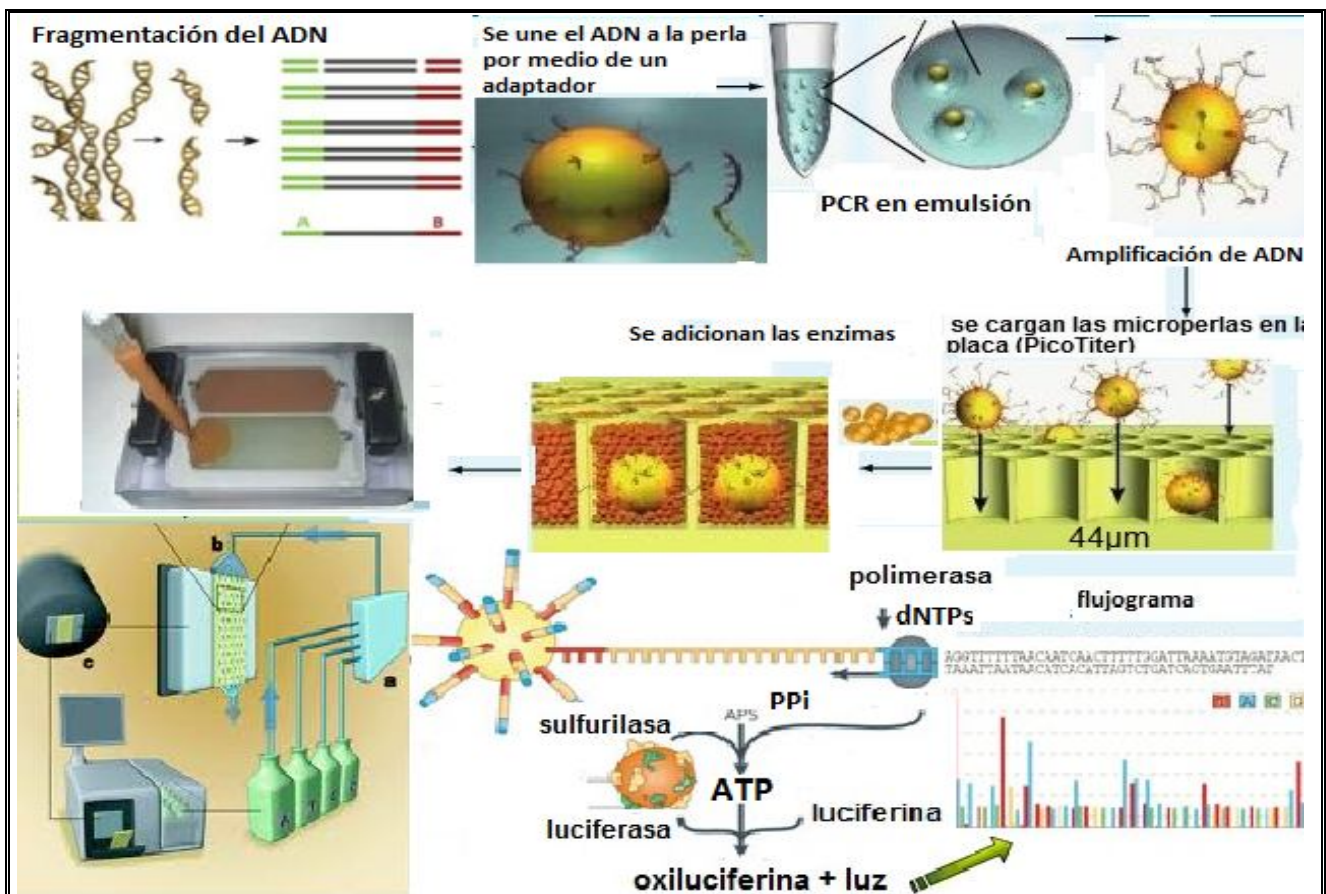 Fragmentación del ADN
Se une el ADN a la perla
por medio de un
adaptador
A
B
PCR en emulsión
Amplificación de ADN
se cargan las microperlas en la
placa (PicoTiter)
44µm
Se adicionan las enzimas
b
a
c
A
T
polimerasa
dNTPs
flujograma
PPi
APS
sulfurilasa
ATP
luciferasa
luciferina
oxiluciferina + luz
T A C G